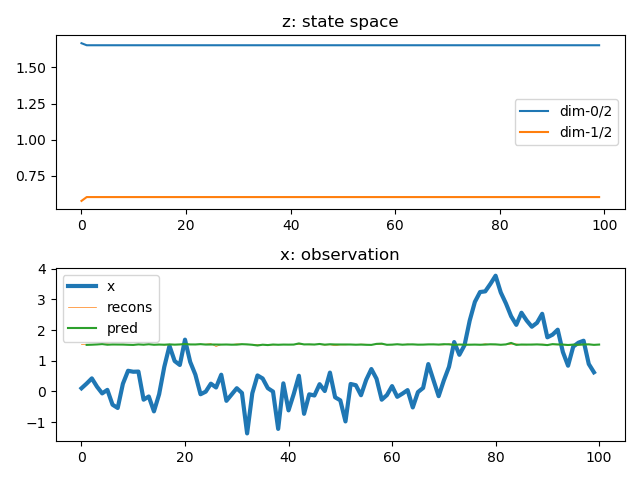 z: state space
1.50
1.25
1.00
0.75
dim-0/2
dim-1/2
0 20 40 60 80 100
x: observation
4
3
2
1
0
−1
x
recons
pred
0 20 40 60 80 100